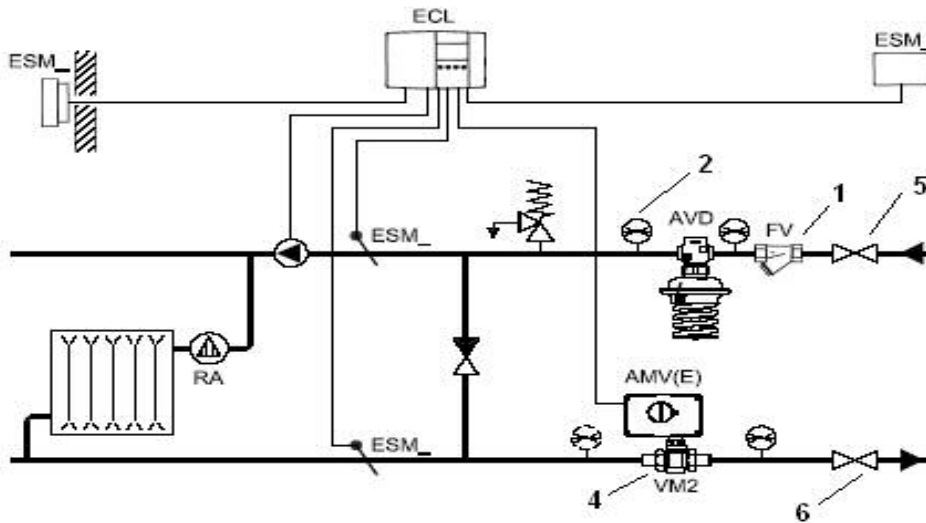 ECL
ESM_
ESM_
2
1
5
AVD
FV
ESM_
RA
AMV(E)
ESM_
4
VM2
6